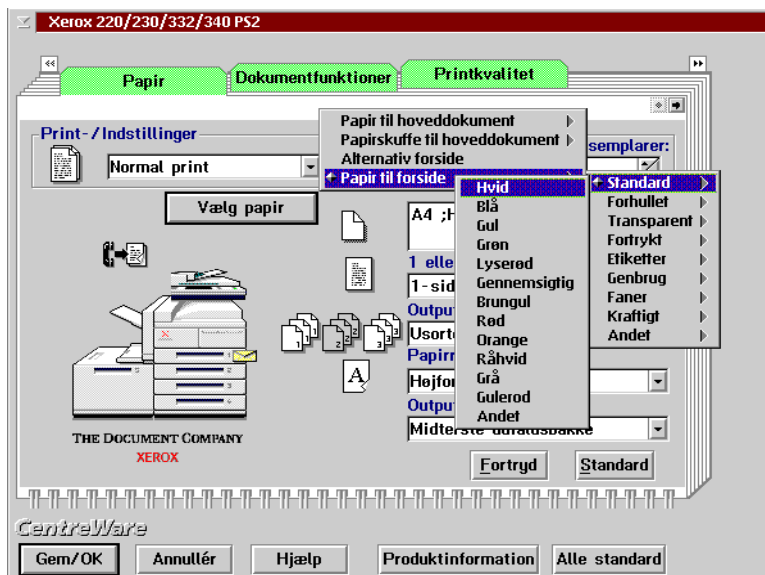 Xerox 220/230/332/340 PS2
Papir
Dokumentfunktioner
Printkvalitet
Print-/Indstillinger
Normal print
Vælg papir
Papir til hoveddokument
Papirskuffe til hoveddokument
Alternativ forside
Papir til forside
Standard
Forhullet
Transparent
Fortrykt
Etiketter
Genbrug
Faner
Kraftigt
Andet
Hvid
Blå
Gul
Grøn
Lyserød
Gennemsigtig
Brungul
Rød
Orange
Råhvid
Grå
Gulerod
Andet
semplarer:
A4 ;H
1 elle
1-sid
Outpu
Usort
Papirr
Højfor
Outpu
Midterste udfaldsbakke
THE DOCUMENT COMPANY
XEROX
Fortryd
Standard
CentreWare
Gem/OK
Annullér
Hjælp
Produktinformation
Alle standard